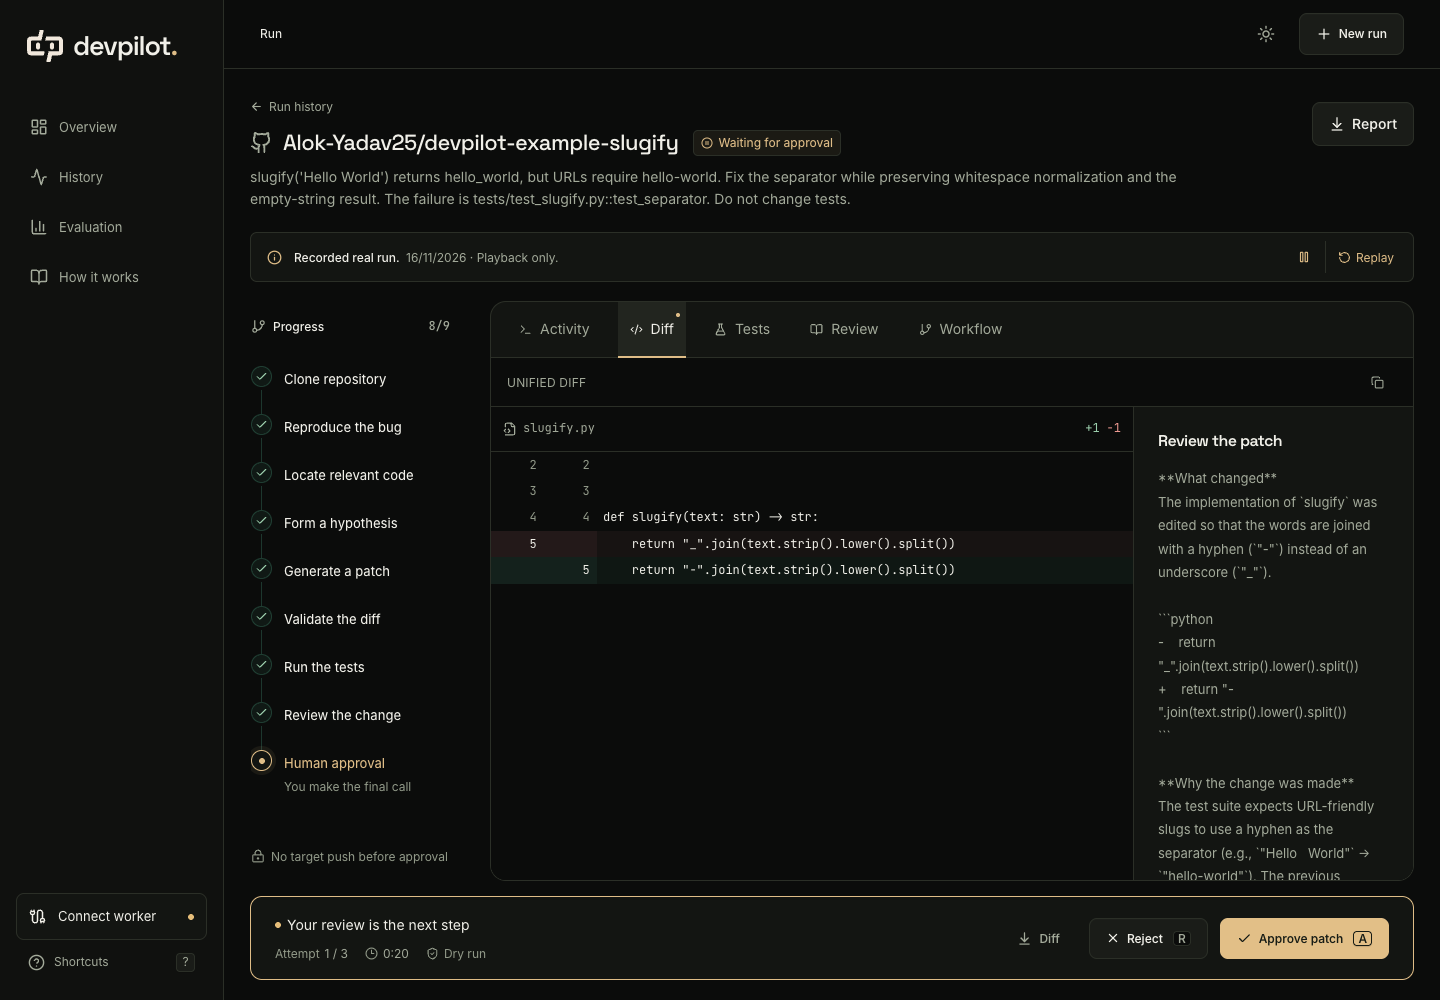 devpilot.
Run
New run
Overview
History
Evaluation
How it works
Run history
Alok-Yadav25/devpilot-example-slugify
Waiting for approval
Report
slugify('Hello World') returns hello_world, but URLs require hello-world. Fix the separator while preserving whitespace normalization and the
empty-string result. The failure is tests/test_slugify.py::test_separator. Do not change tests.
Recorded real run. 16/11/2026 · Playback only.
Replay
Progress 8/9
Clone repository
Reproduce the bug
Locate relevant code
Form a hypothesis
Generate a patch
Validate the diff
Run the tests
Review the change
Human approval
You make the final call
No target push before approval
Activity
Diff
Tests
Review
Workflow
UNIFIED DIFF
slugify.py +1 -1
2 2
3 3
4 4 def slugify(text: str) -> str:
5 return "_".join(text.strip().lower().split())
5 return "-".join(text.strip().lower().split())
Review the patch
**What changed**
The implementation of `slugify` was
edited so that the words are joined
with a hyphen (`"-"`) instead of an
underscore (`"_"`).
```python
- return
"_".join(text.strip().lower().split())
+ return "-
".join(text.strip().lower().split())
```
**Why the change was made**
The test suite expects URL-friendly
slugs to use a hyphen as the
separator (e.g., `"Hello World"` →
`"hello-world"`). The previous
Connect worker
Shortcuts ?
Your review is the next step
Attempt 1 / 3 0:20 Dry run
Diff
Reject R
Approve patch A